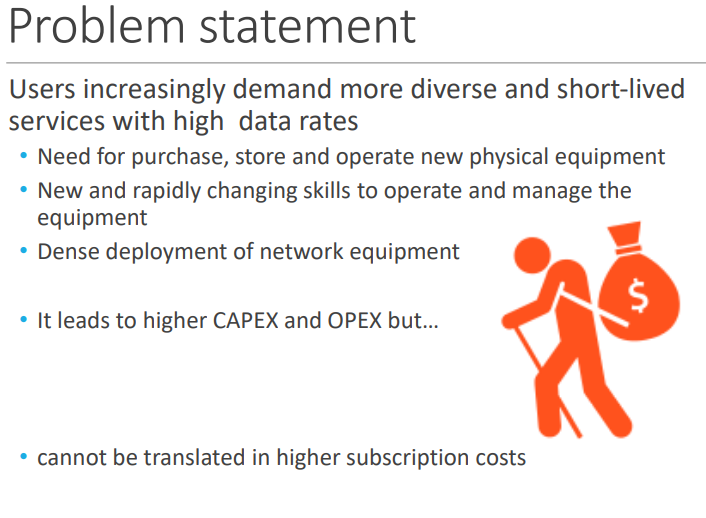 Problem statement
Users increasingly demand more diverse and short-lived
services with high  data rates
• Need for purchase, store and operate new physical equipment
• New and rapidly changing skills to operate and manage the
equipment
• Dense deployment of network equipment
• It leads to higher CAPEX and OPEX but…
$
• cannot be translated in higher subscription costs